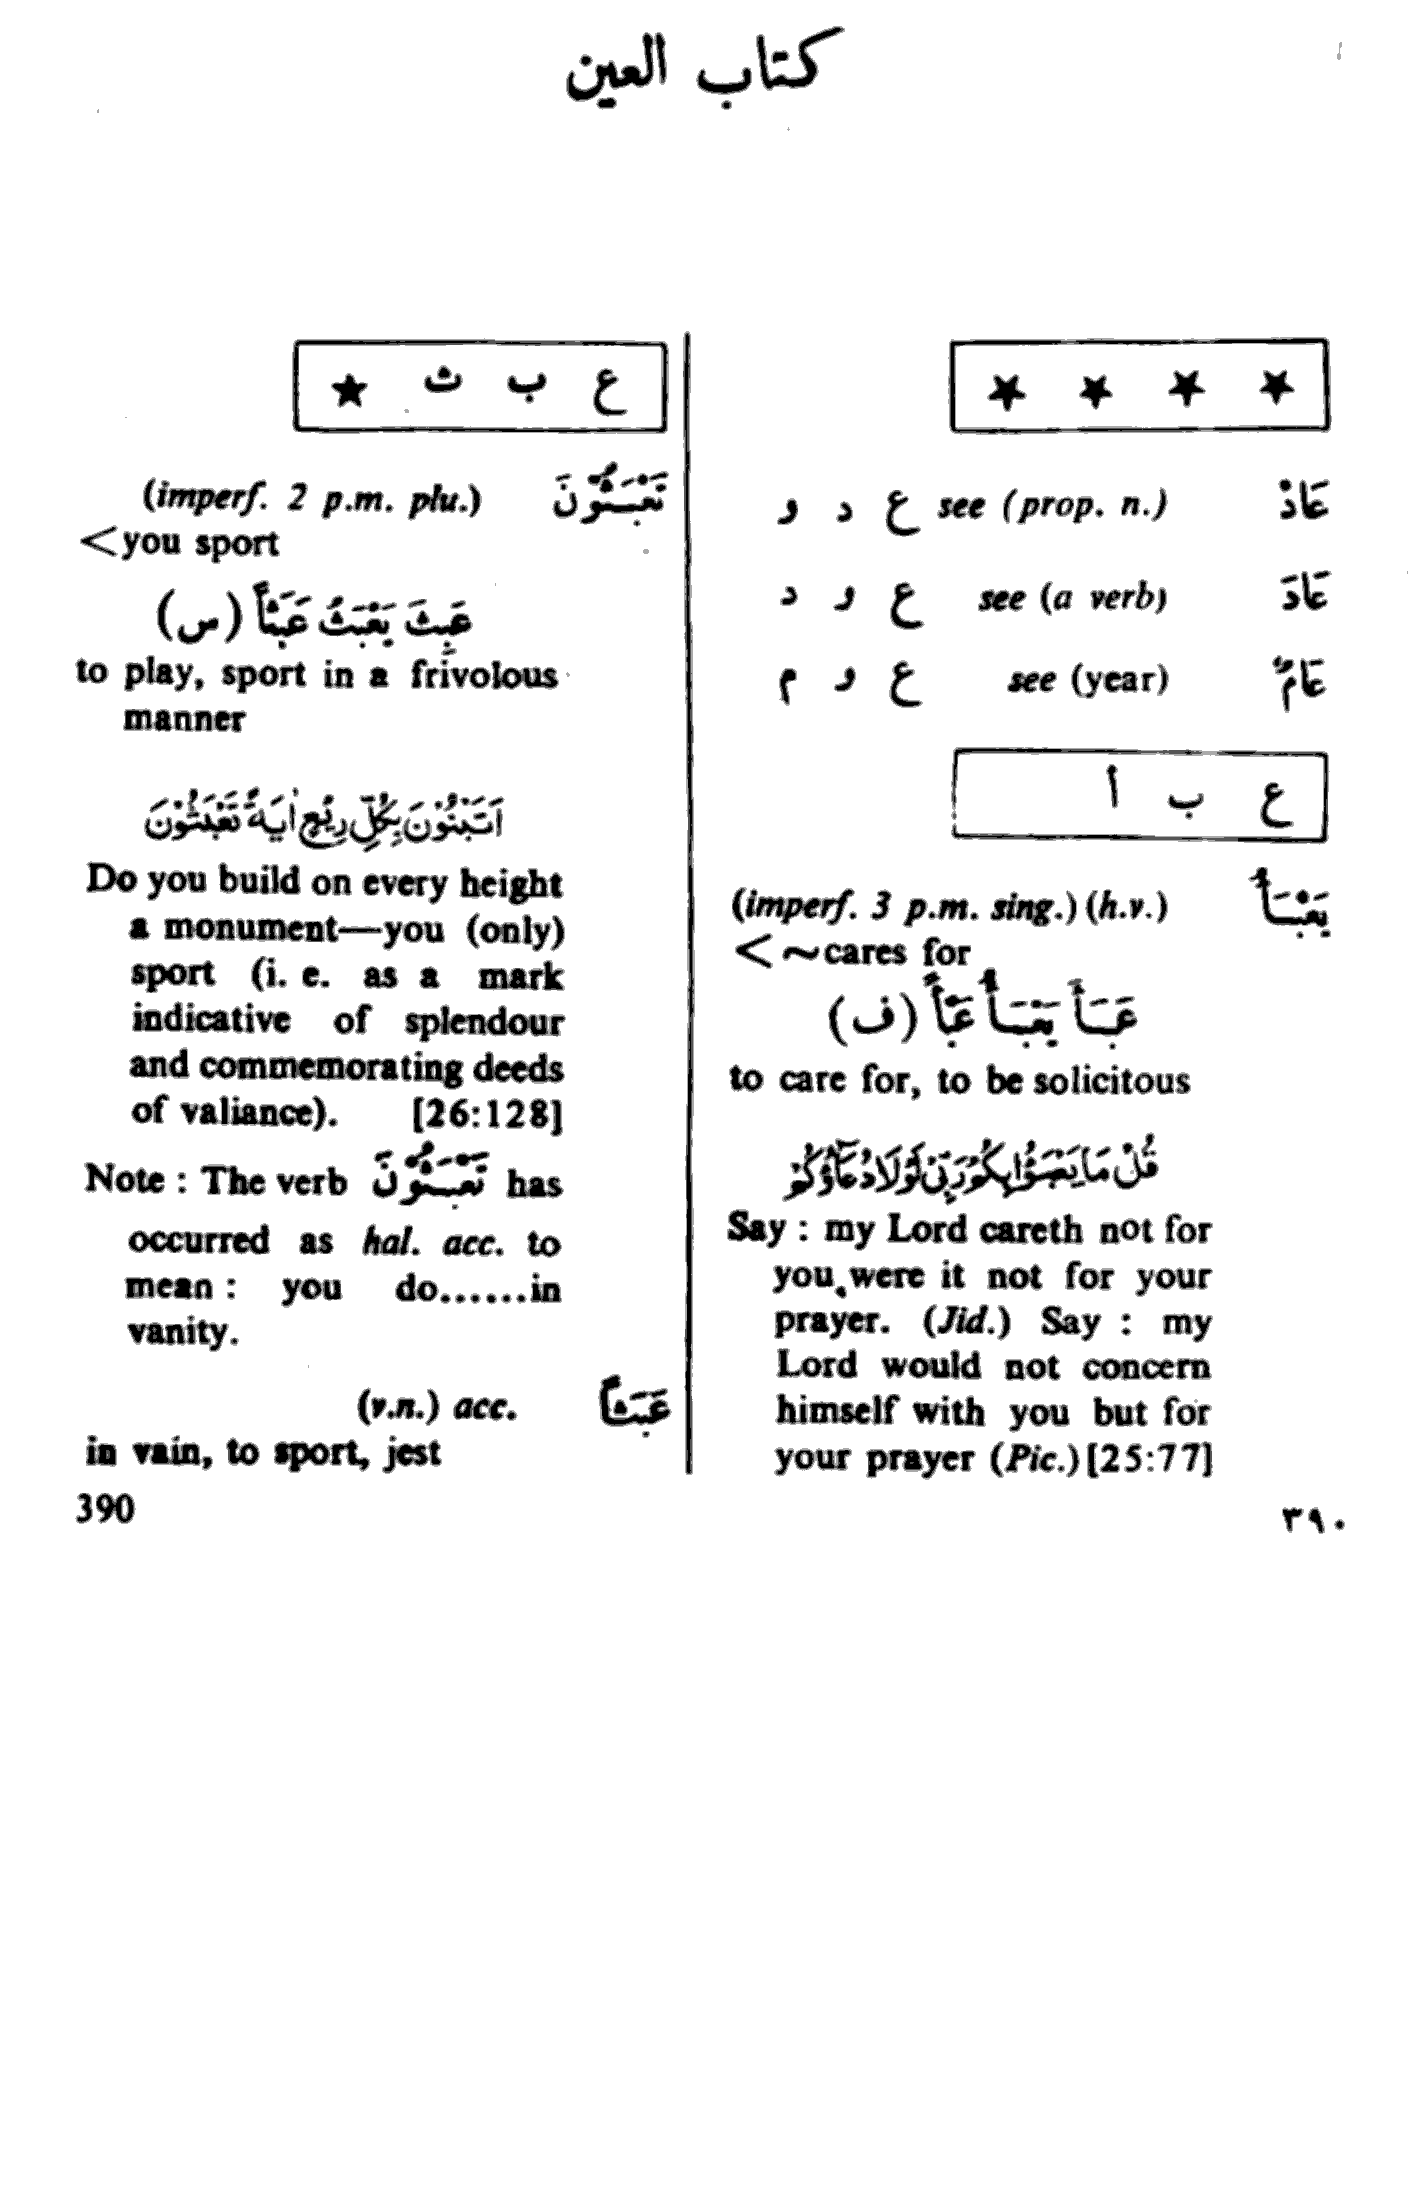 كتاب العين
★ ★ ★ ★
عَادْ see (prop. n.) ع د و
عَادَ see (a verb) ع و د
عَامٌ see (year) ع و م
ع ب أ
يَعْبَأُ (imperf. 3 p.m. sing.) (h.v.)
< ~cares for
عَبَأَ يَعْبَأُ عَبْأً (ف)
to care for, to be solicitous
قُلْ مَا يَعْبَؤُا بِكُمْ رَبِّيْ لَوْلَا دُعَآؤُكُمْ
Say : my Lord careth not for
you, were it not for your
prayer. (Jid.) Say : my
Lord would not concern
himself with you but for
your prayer (Pic.) [25:77]
ع ب ث ★
تَعْبَثُوْنَ (imperf. 2 p.m. plu.)
<you sport
عَبِثَ يَعْبَثُ عَبَثاً (س)
to play, sport in a frivolous
manner
اَتَبْنُوْنَ بِكُلِّ رِيْعٍ اٰيَةً تَعْبَثُوْنَ
Do you build on every height
a monument—you (only)
sport (i. e. as a mark
indicative of splendour
and commemorating deeds
of valiance). [26:128]
Note : The verb تَعْبَثُوْنَ has
occurred as hal. acc. to
mean : you do......in
vanity.
عَبَثاً (v.n.) acc.
in vain, to sport, jest
390
٣٩٠